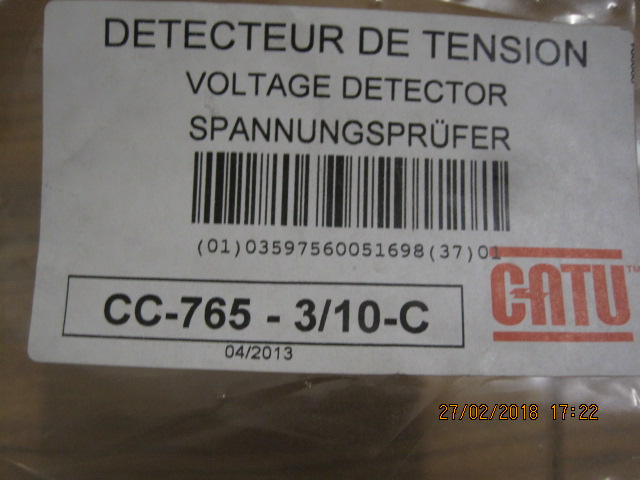 DETECTEUR DE TENSION
VOLTAGE DETECTOR
SPANNUNGSPRÜFER
(01)03597560051698(37)01
CATU™
CC-765 - 3/10-C
04/2013
27/02/2018 17:22